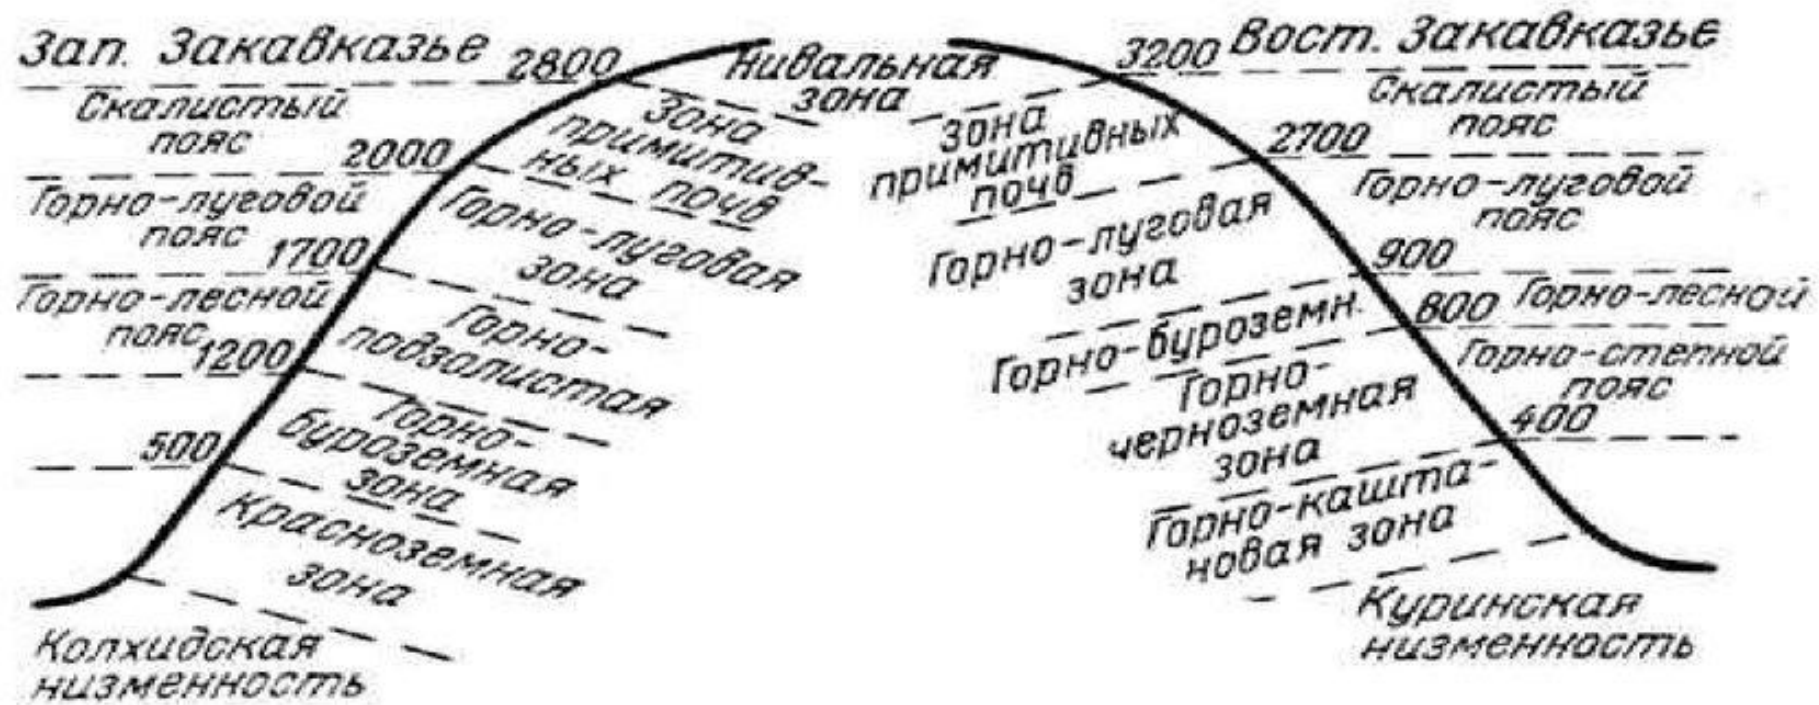 Зап. Закавказье
2800
Скалистый
пояс
2000
Горно-луговой
пояс
1700
Горно-лесной
пояс
1200
500
Колхидская
низменность
Нивальная
зона
Зона
примитив-
ных почв
Горно-луговая
зона
Горно-
подзолистая
Горно-
буроземная
зона
Красноземная
зона
зона
примитивных
почв
Горно-луговая
зона
Горно-буроземн.
Горно-
черноземная
зона
Горно-кашта-
новая зона
3200 Вост. Закавказье
Скалистый
пояс
2700
Горно-луговой
пояс
900
800 Горно-лесной
Горно-степной
пояс
400
Куринская
низменность